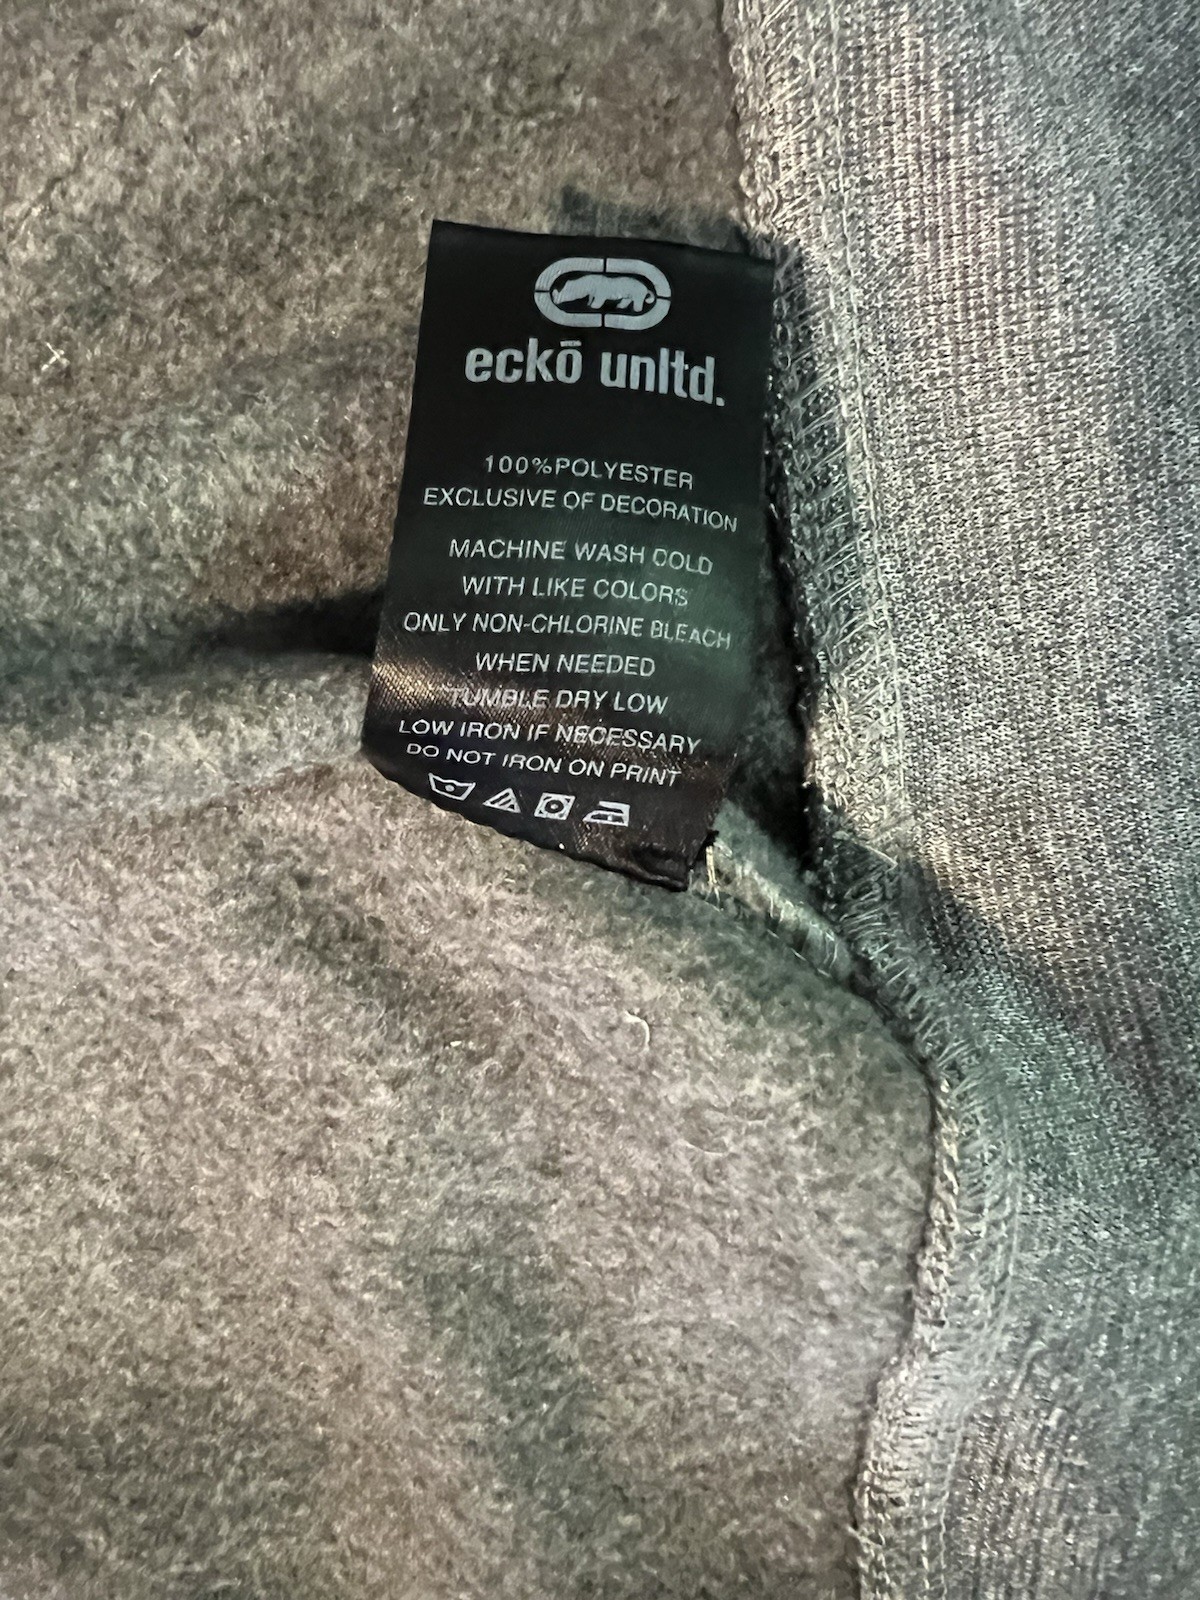 eckō unltd.
100%POLYESTER
EXCLUSIVE OF DECORATION
MACHINE WASH COLD
WITH LIKE COLORS
ONLY NON-CHLORINE BLEACH
WHEN NEEDED
TUMBLE DRY LOW
LOW IRON IF NECESSARY
DO NOT IRON ON PRINT